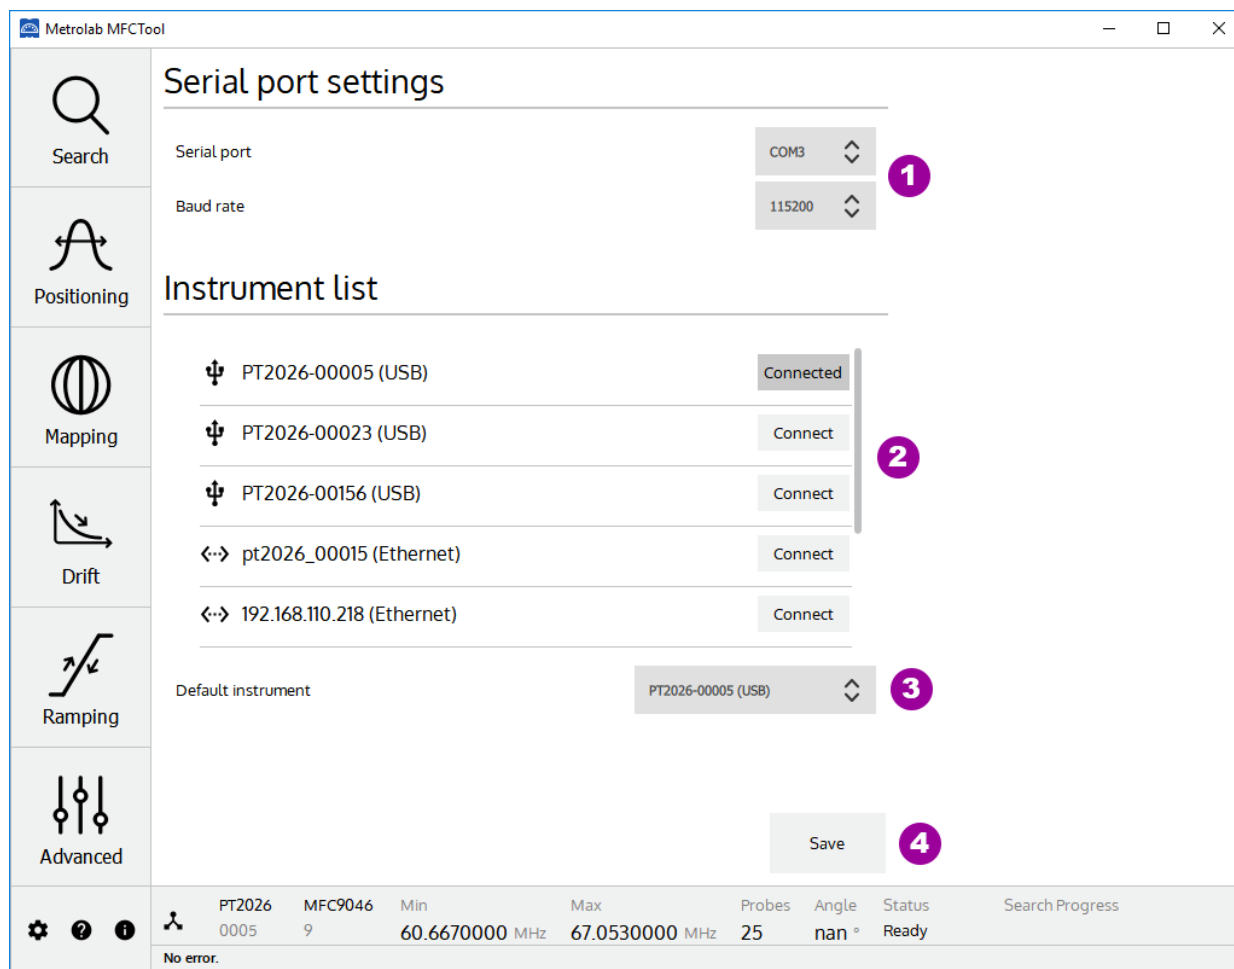 Metrolab MFCTool
Search
Positioning
Mapping
Drift
Ramping
Advanced
Serial port settings
Serial port COM3
1
Baud rate 115200
Instrument list
PT2026-00005 (USB) Connected
PT2026-00023 (USB) Connect
2
PT2026-00156 (USB) Connect
pt2026_00015 (Ethernet) Connect
192.168.110.218 (Ethernet) Connect
Default instrument PT2026-00005 (USB) 3
Save 4
PT2026 MFC9046 Min Max Probes Angle Status Search Progress
0005 9 60.6670000 MHz 67.0530000 MHz 25 nan ° Ready
No error.